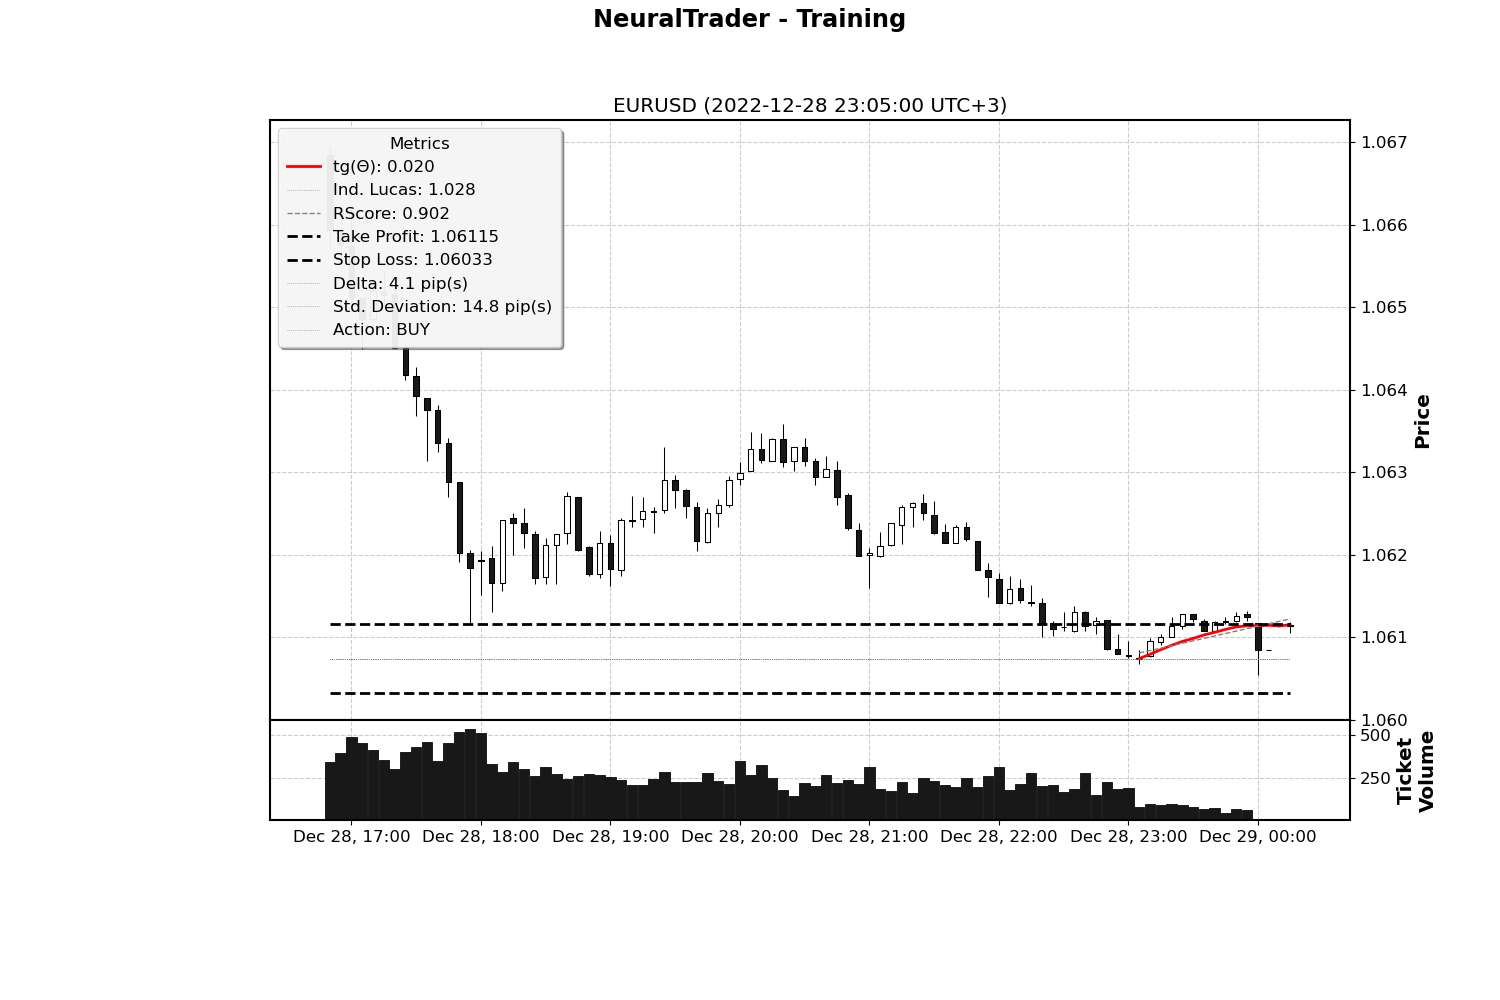 NeuralTrader - Training
EURUSD (2022-12-28 23:05:00 UTC+3)
Metrics
tg(Θ): 0.020
Ind. Lucas: 1.028
RScore: 0.902
Take Profit: 1.06115
Stop Loss: 1.06033
Delta: 4.1 pip(s)
Std. Deviation: 14.8 pip(s)
Action: BUY
1.067
1.066
1.065
1.064
1.063
1.062
1.061
1.060
Price
500
250
Ticket
Volume
Dec 28, 17:00 Dec 28, 18:00 Dec 28, 19:00 Dec 28, 20:00 Dec 28, 21:00 Dec 28, 22:00 Dec 28, 23:00 Dec 29, 00:00